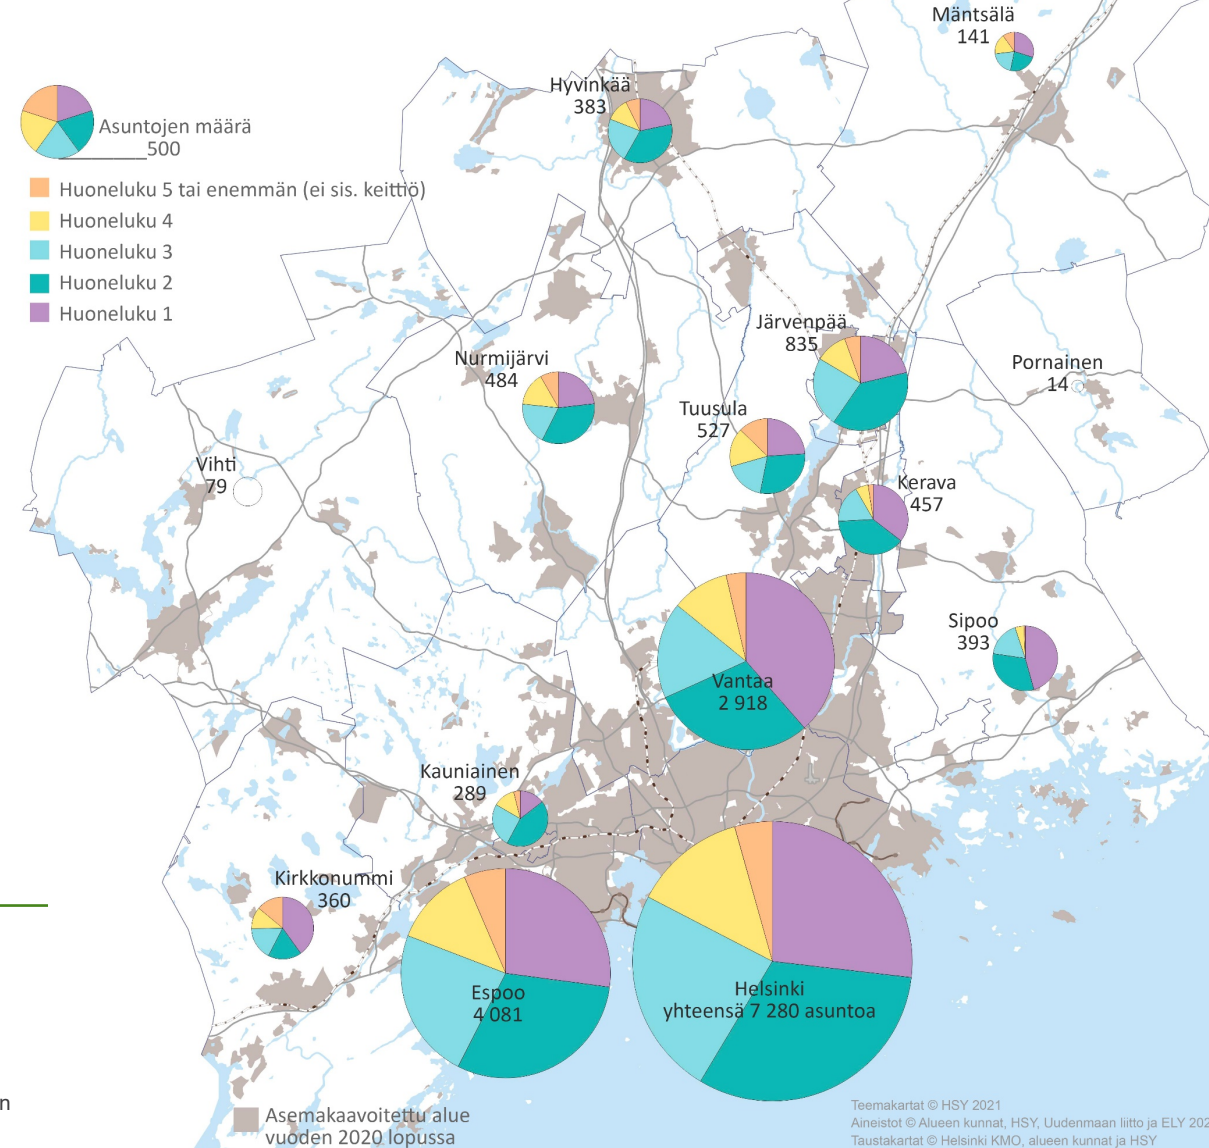 Mäntsälä
141
Hyvinkää
383
Asuntojen määrä
500
Huoneluku 5 tai enemmän (ei sis. keittiö)
Huoneluku 4
Huoneluku 3
Huoneluku 2
Huoneluku 1
Järvenpää
835
Nurmijärvi
484
Pornainen
14
Tuusula
527
Vihti
79
Kerava
457
Sipoo
393
Vantaa
2 918
Kauniainen
289
Kirkkonummi
360
Espoo
4 081
Helsinki
yhteensä 7 280 asuntoa
n
Asemakaavoitettu alue
vuoden 2020 lopussa
Teemakartat © HSY 2021
Aineistot © Alueen kunnat, HSY, Uudenmaan liitto ja ELY 202
Taustakartat © Helsinki KMO, alueen kunnat ja HSY